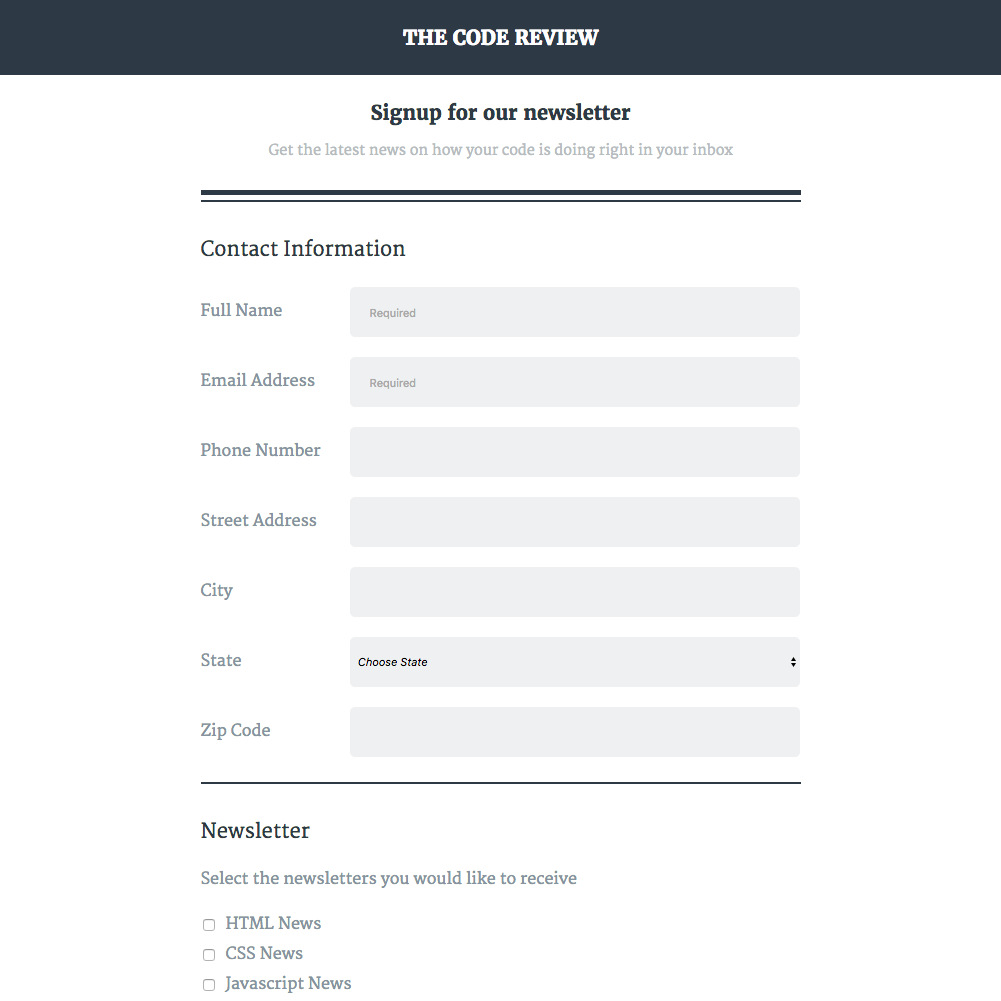 THE CODE REVIEW
Signup for our newsletter
Get the latest news on how your code is doing right in your inbox
Contact Information
Full Name
Required
Email Address
Required
Phone Number
Street Address
City
State
Choose State
Zip Code
Newsletter
Select the newsletters you would like to receive
HTML News
CSS News
Javascript News